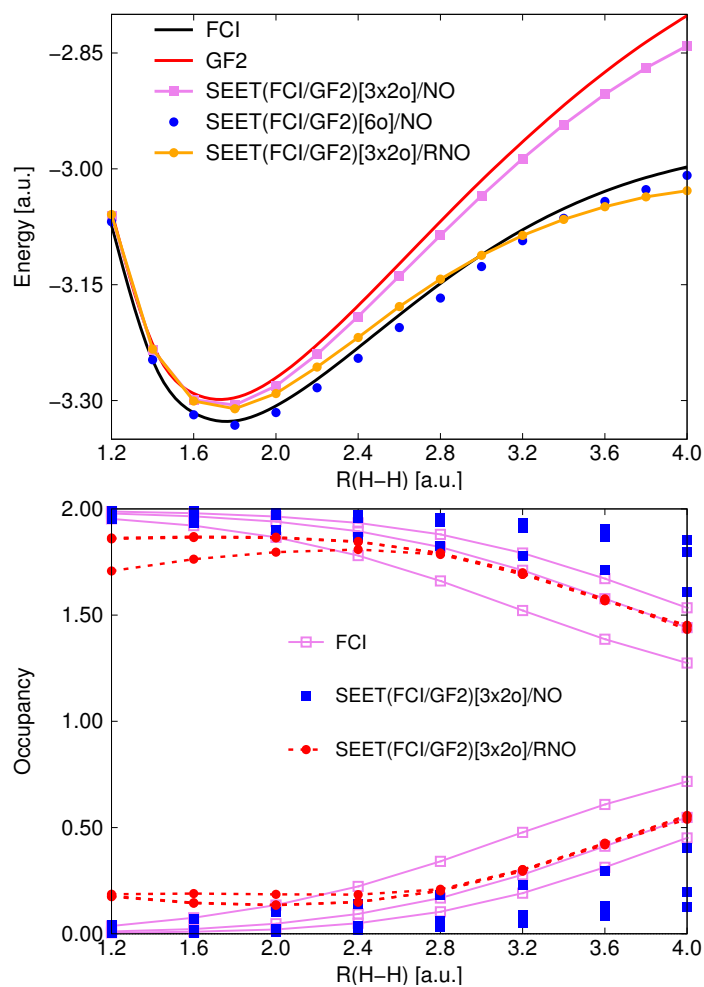 −2.85
−3.00
−3.15
−3.30
Energy [a.u.]
FCI
GF2
SEET(FCI/GF2)[3x2o]/NO
SEET(FCI/GF2)[6o]/NO
SEET(FCI/GF2)[3x2o]/RNO
1.2 1.6 2.0 2.4 2.8 3.2 3.6 4.0
R(H−H) [a.u.]
2.00
1.50
1.00
0.50
0.00
Occupancy
FCI
SEET(FCI/GF2)[3x2o]/NO
SEET(FCI/GF2)[3x2o]/RNO
1.2 1.6 2.0 2.4 2.8 3.2 3.6 4.0
R(H−H) [a.u.]